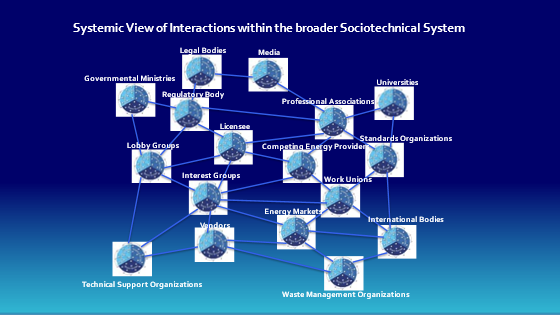 Systemic View of Interactions within the broader Sociotechnical System
Legal Bodies
Media
Governmental Ministries
Universities
Regulatory Body
Professional Associations
Licensee
Standards Organizations
Lobby Groups
Competing Energy Provider
Interest Groups
Work Unions
Energy Markets
International Bodies
Vendors
Technical Support Organizations
Waste Management Organizations